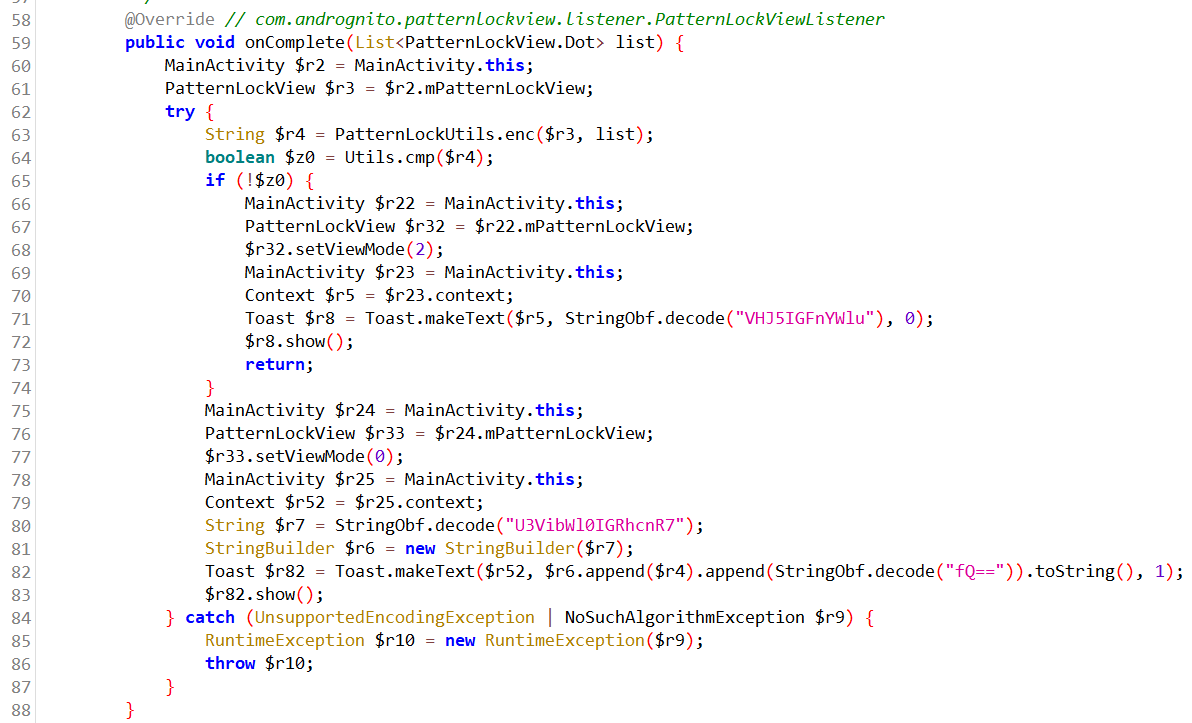 58 @Override // com.andrognito.patternlockview.listener.PatternLockViewListener
59 public void onComplete(List<PatternLockView.Dot> list) {
60 MainActivity $r2 = MainActivity.this;
61 PatternLockView $r3 = $r2.mPatternLockView;
62 try {
63 String $r4 = PatternLockUtils.enc($r3, list);
64 boolean $z0 = Utils.cmp($r4);
65 if (!$z0) {
66 MainActivity $r22 = MainActivity.this;
67 PatternLockView $r32 = $r22.mPatternLockView;
68 $r32.setViewMode(2);
69 MainActivity $r23 = MainActivity.this;
70 Context $r5 = $r23.context;
71 Toast $r8 = Toast.makeText($r5, StringObf.decode("VHJ5IGFnYWlu"), 0);
72 $r8.show();
73 return;
74 }
75 MainActivity $r24 = MainActivity.this;
76 PatternLockView $r33 = $r24.mPatternLockView;
77 $r33.setViewMode(0);
78 MainActivity $r25 = MainActivity.this;
79 Context $r52 = $r25.context;
80 String $r7 = StringObf.decode("U3VibWl0IGRhcnR7");
81 StringBuilder $r6 = new StringBuilder($r7);
82 Toast $r82 = Toast.makeText($r52, $r6.append($r4).append(StringObf.decode("fQ==")).toString(), 1);
83 $r82.show();
84 } catch (UnsupportedEncodingException | NoSuchAlgorithmException $r9) {
85 RuntimeException $r10 = new RuntimeException($r9);
86 throw $r10;
87 }
88 }